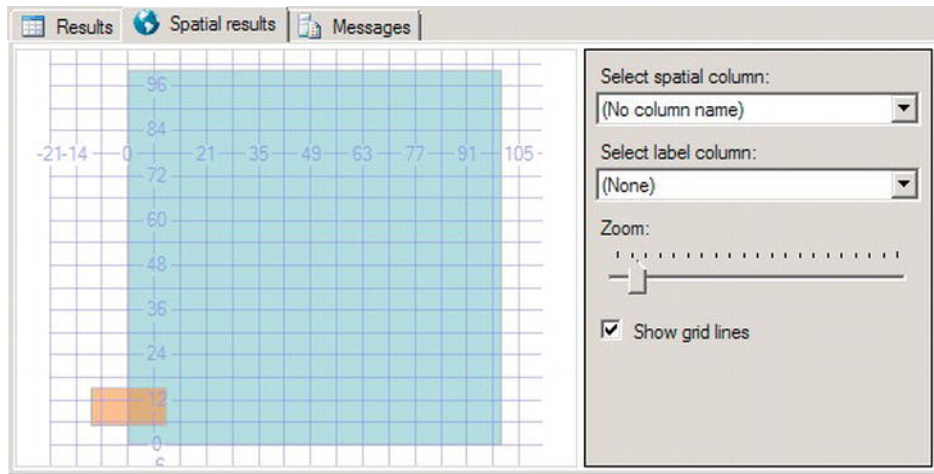 Results Spatial results Messages
96
84
-21-14 0 21 35 49 63 77 91 105
72
60
48
36
24
12
0
6
Select spatial column:
(No column name)
Select label column:
(None)
Zoom:
Show grid lines